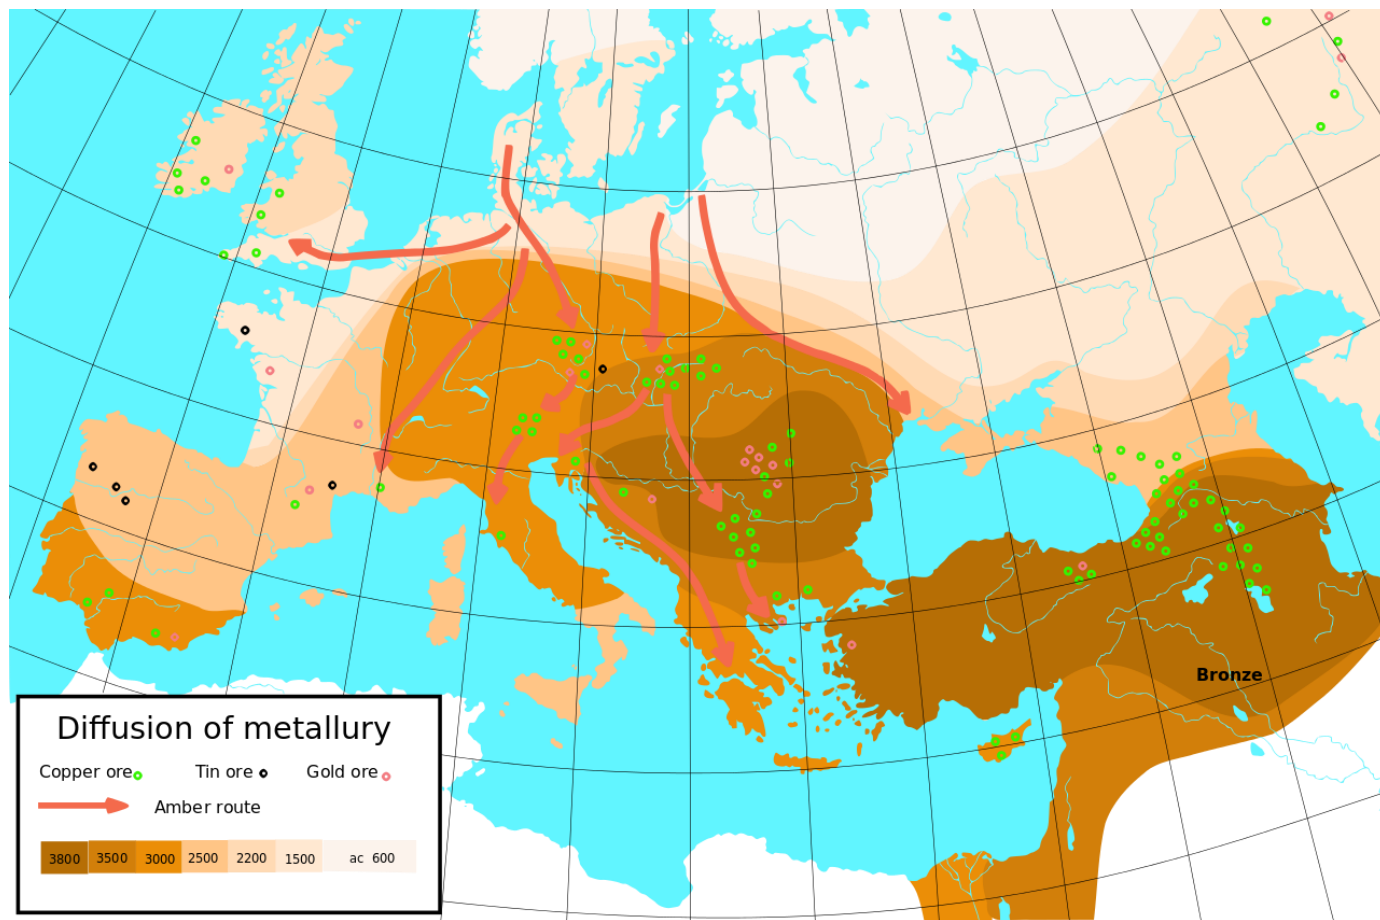 Bronze
Diffusion of metallury
Copper ore Tin ore Gold ore
Amber route
3800 3500 3000 2500 2200 1500 ac 600